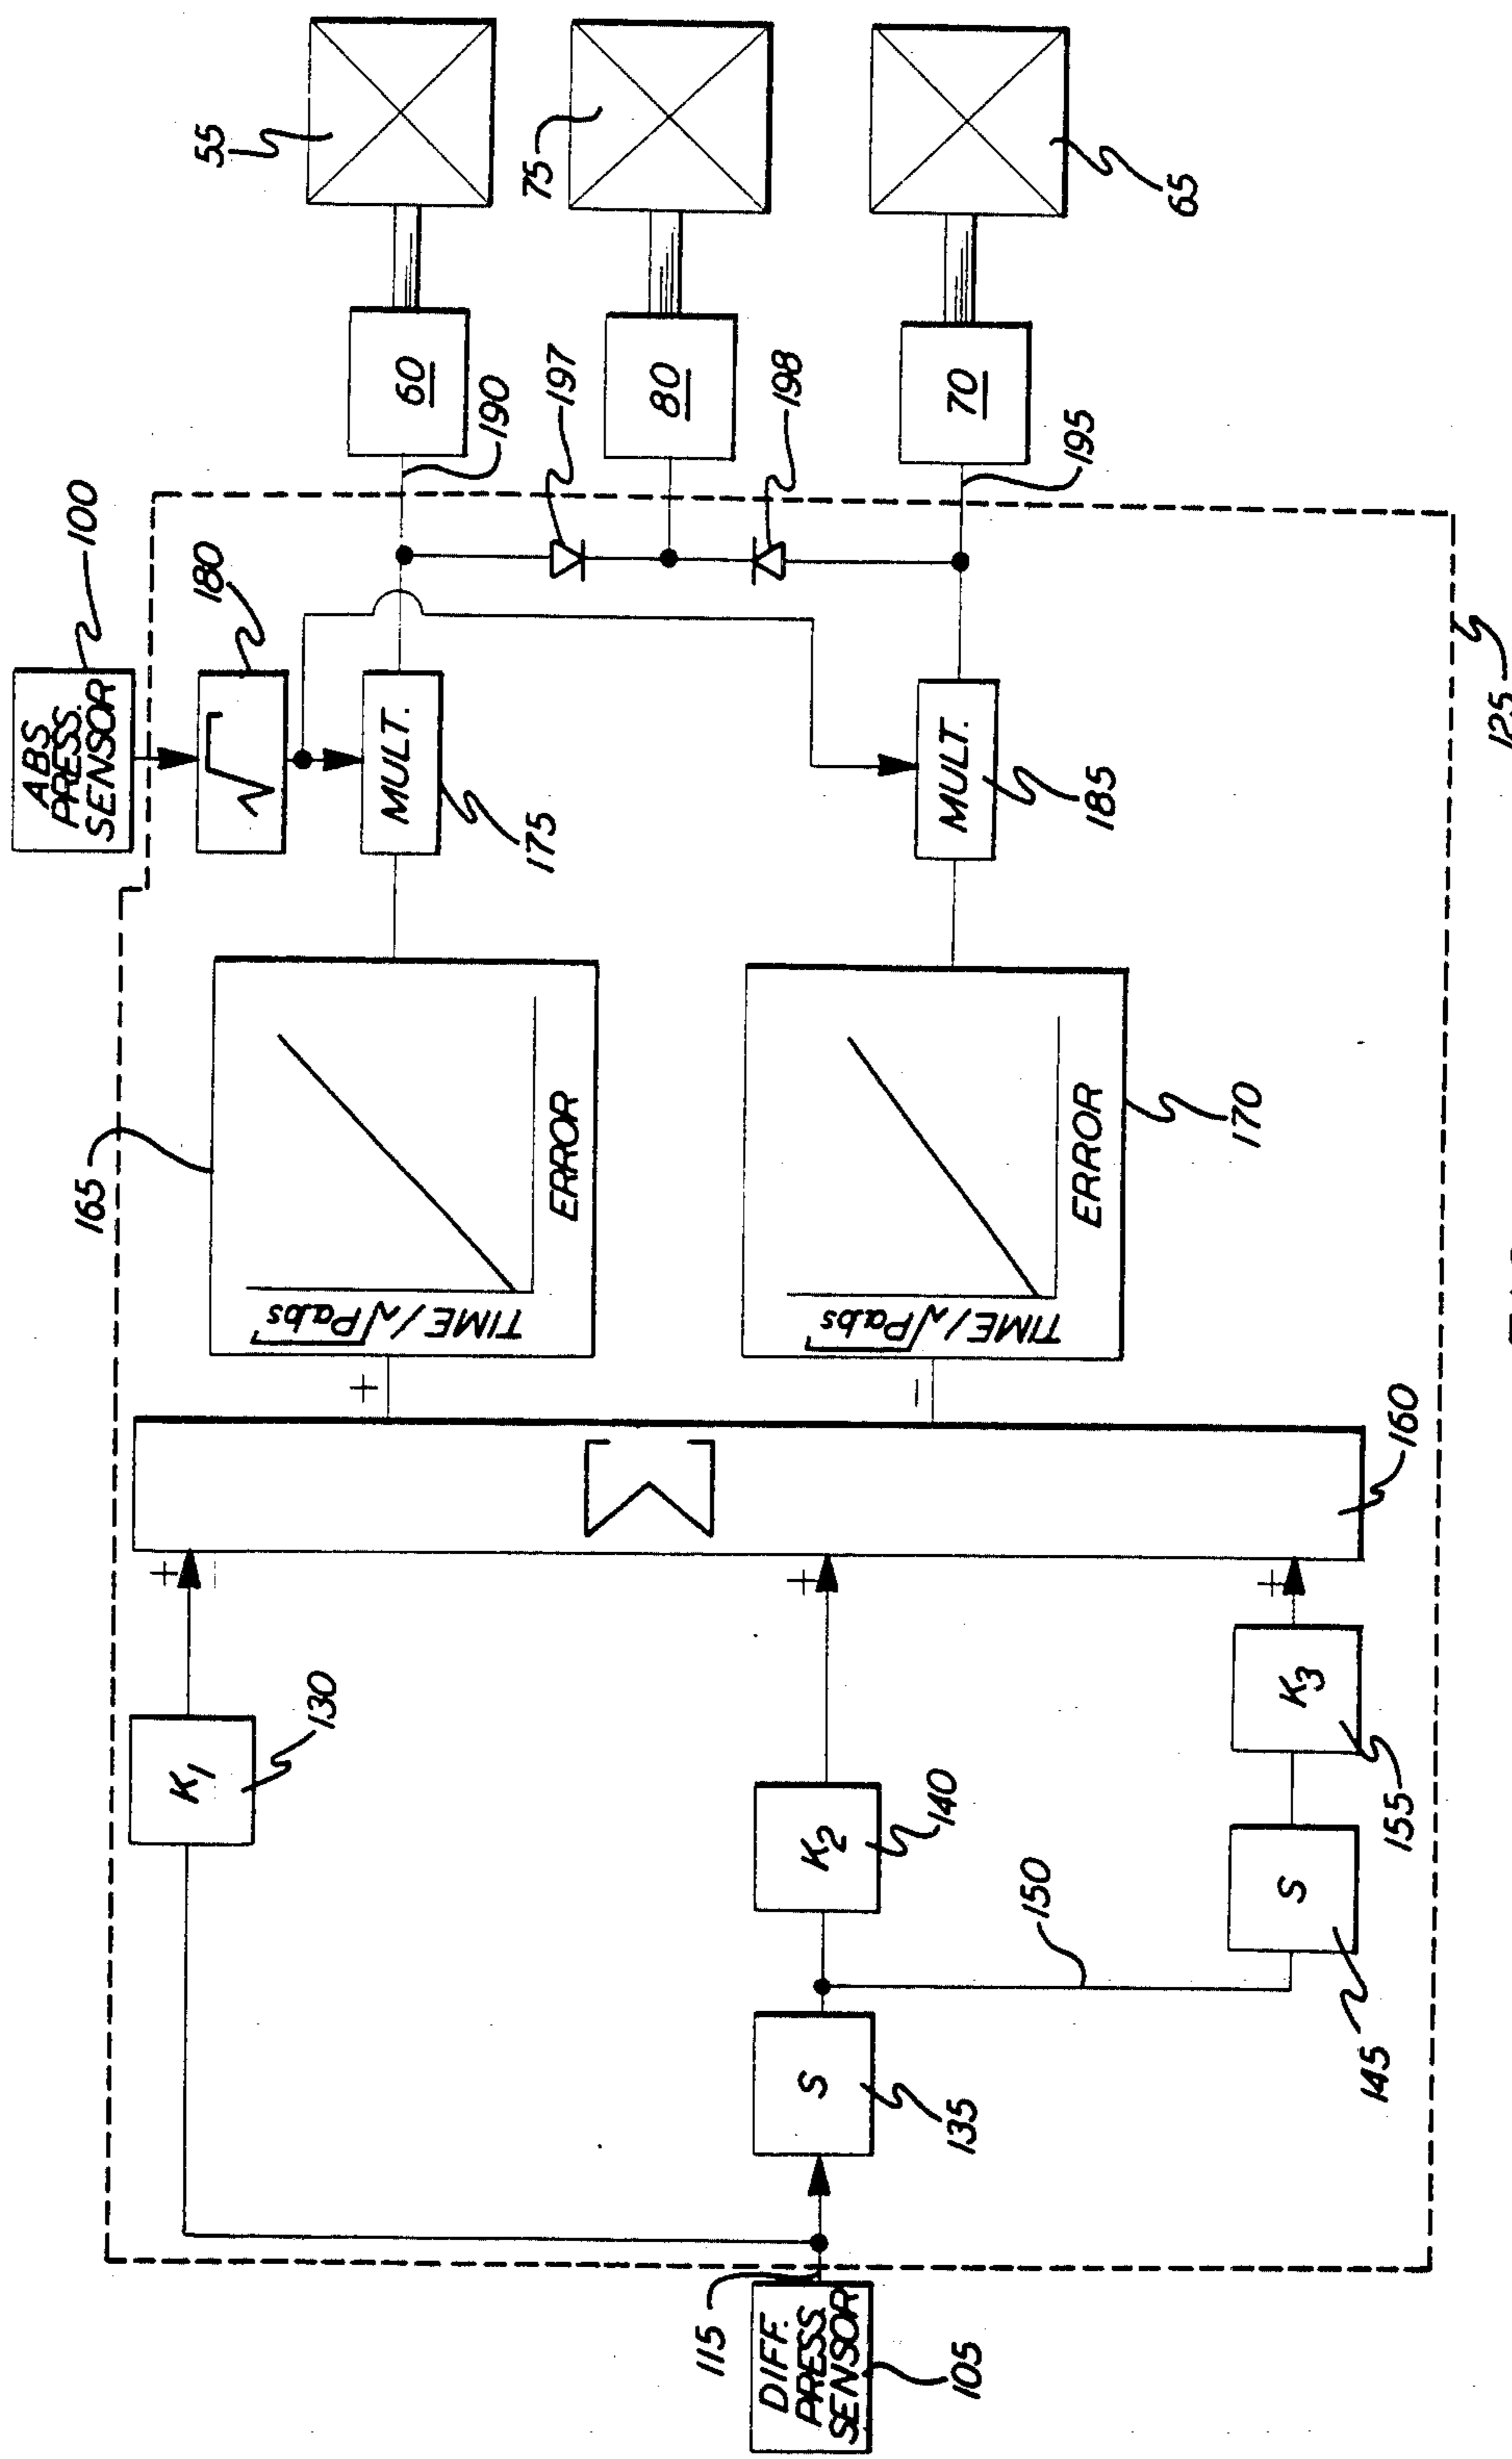 ABS.
PRESS.
SENSOR
100
180
√
55
60
190
197
75
80
198
65
70
195
MULT.
175
MULT.
185
165
TIME/√Pabs
ERROR
TIME/√Pabs
ERROR
170
+
−
Σ
160
+
+
+
K1
130
K2
140
K3
155
S
135
S
145
150
115
DIFF.
PRESS.
SENSOR
105
125